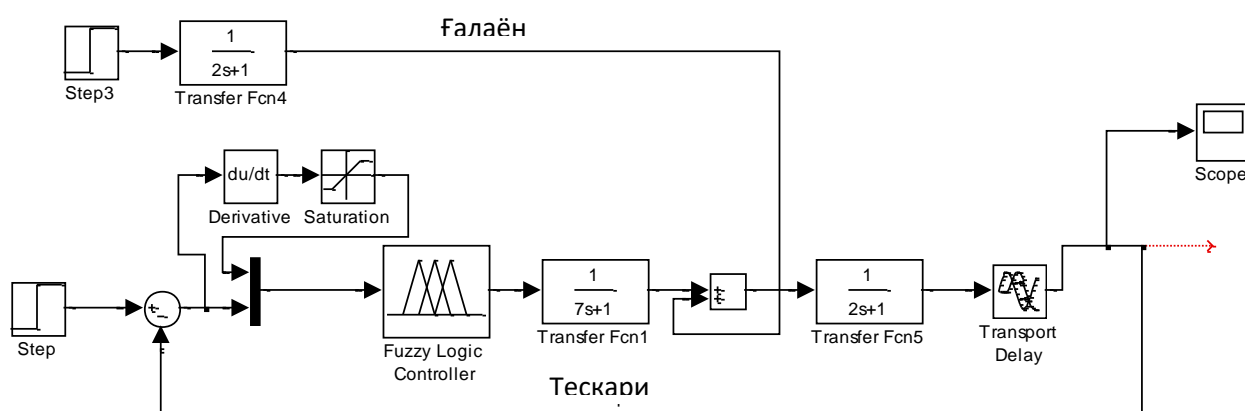 Ғалаён
1
2s+1
Step3
Transfer Fcn4
Scope
du/dt
Derivative
Saturation
Step
Fuzzy Logic
Controller
1
7s+1
Transfer Fcn1
1
2s+1
Transfer Fcn5
Transport
Delay
Тескари